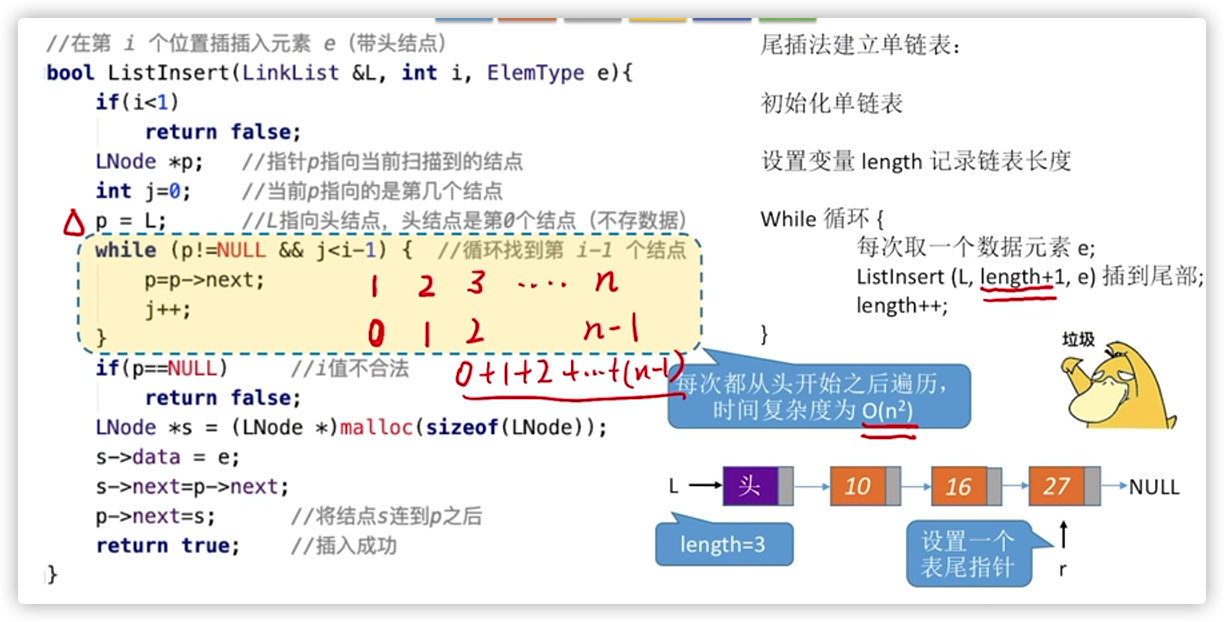 //在第 i 个位置插插入元素 e（带头结点）
bool ListInsert(LinkList &L, int i, ElemType e){
if(i<1)
return false;
LNode *p; //指针p指向当前扫描到的结点
int j=0; //当前p指向的是第几个结点
p = L; //L指向头结点，头结点是第0个结点（不存数据）
while (p!=NULL && j<i-1) { //循环找到第 i-1 个结点
p=p->next;
j++;
}
1 2 3 ···· n
0 1 2 n-1
0+1+2+···+(n-1)
if(p==NULL) //i值不合法
return false;
LNode *s = (LNode *)malloc(sizeof(LNode));
s->data = e;
s->next=p->next;
p->next=s; //将结点s连到p之后
return true; //插入成功
}
尾插法建立单链表：
初始化单链表
设置变量 length 记录链表长度
While 循环 {
每次取一个数据元素 e;
ListInsert (L, length+1, e) 插到尾部;
length++;
}
垃圾
每次都从头开始之后遍历，
时间复杂度为 O(n²)
L 头 10 16 27 NULL
length=3
设置一个
表尾指针
r